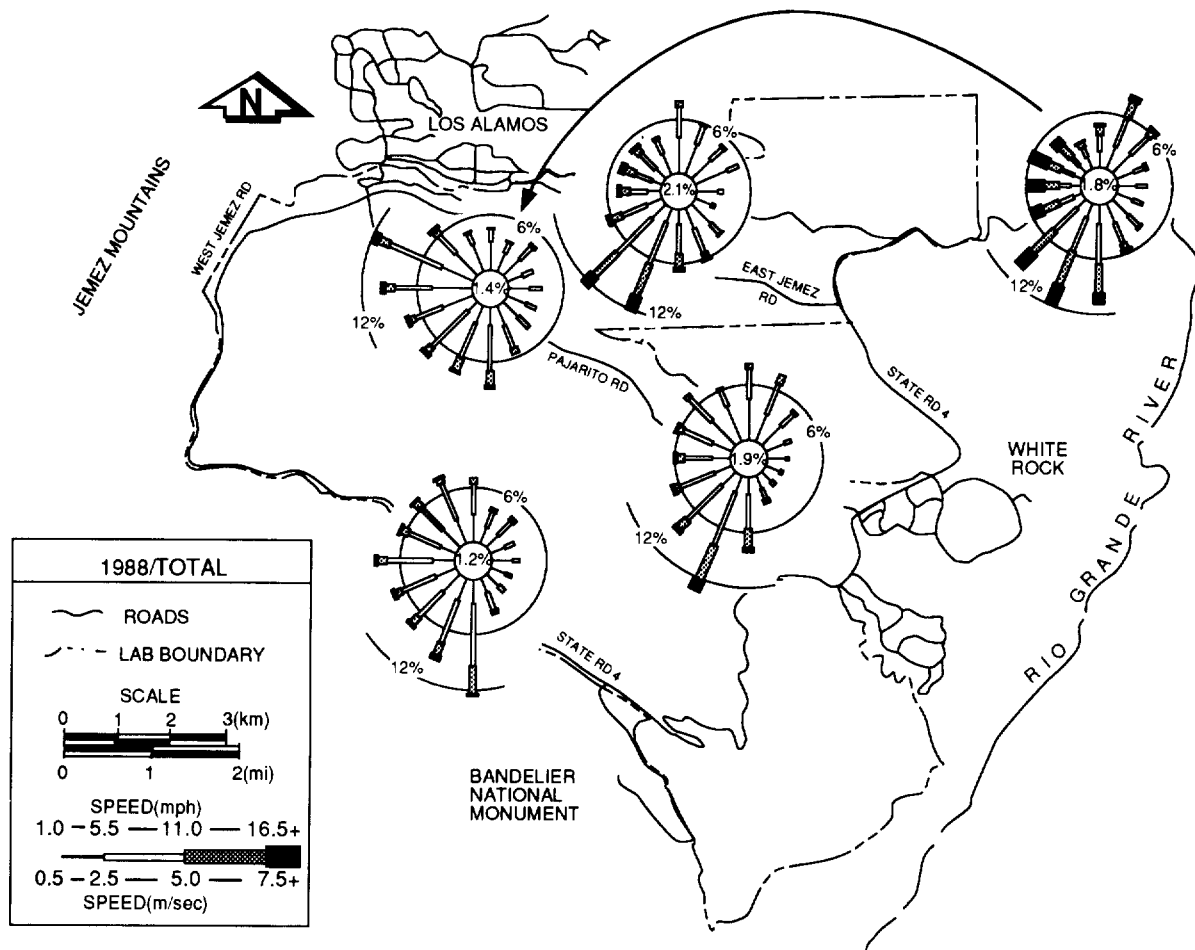 N
LOS ALAMOS
JEMEZ MOUNTAINS
WEST JEMEZ RD
6%
2.1%
12%
6%
1.8%
12%
6%
1.4%
12%
EAST JEMEZ
RD
PAJARITO RD
STATE RD 4
6%
1.9%
12%
WHITE
ROCK
RIO GRANDE RIVER
6%
1.2%
12%
STATE RD 4
BANDELIER
NATIONAL
MONUMENT
1988/TOTAL
ROADS
LAB BOUNDARY
SCALE
0 1 2 3(km)
0 1 2(mi)
SPEED(mph)
1.0 – 5.5 — 11.0 — 16.5+
0.5 – 2.5 — 5.0 — 7.5+
SPEED(m/sec)